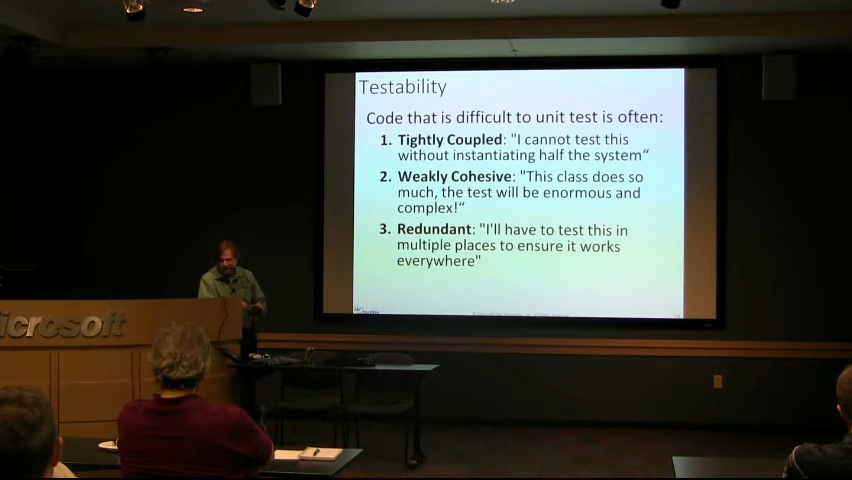 Testability
Code that is difficult to unit test is often:
1. Tightly Coupled: "I cannot test this
without instantiating half the system“
2. Weakly Cohesive: "This class does so
much, the test will be enormous and
complex!“
3. Redundant: "I'll have to test this in
multiple places to ensure it works
everywhere"
icrosoft